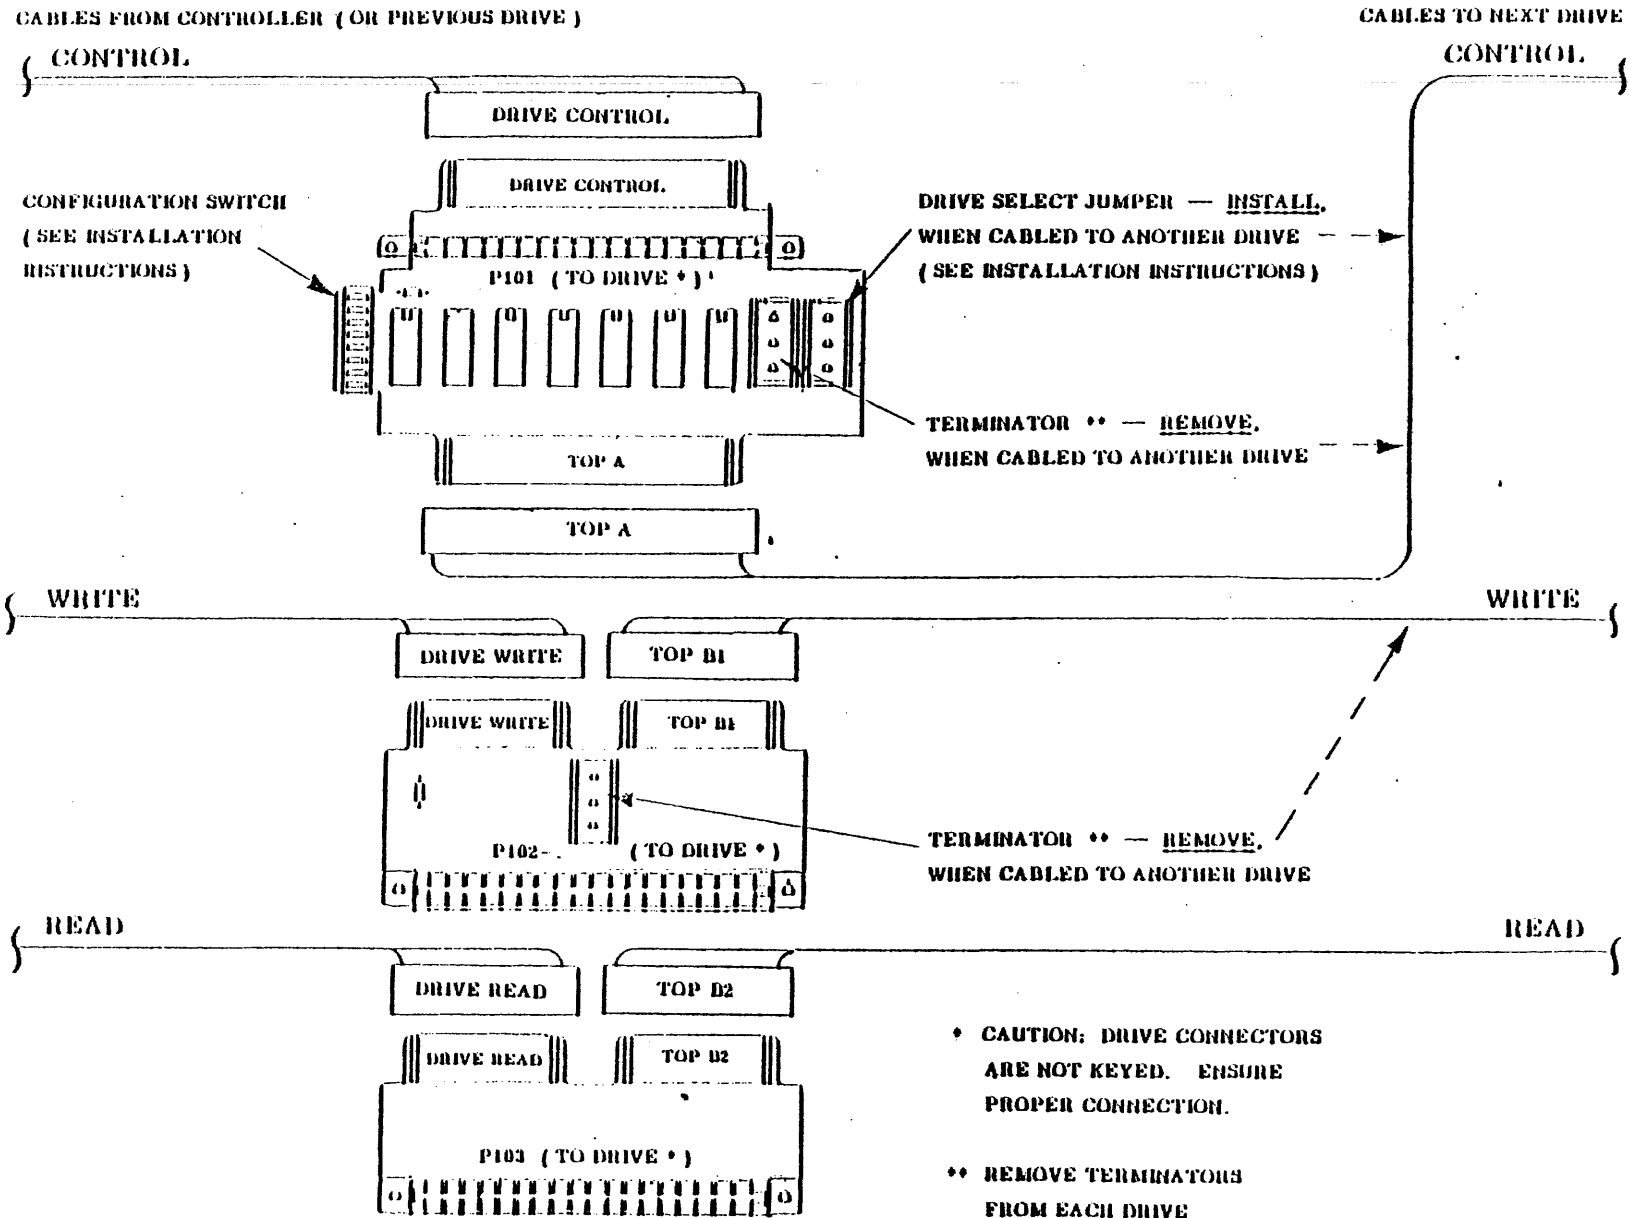 CABLES FROM CONTROLLER ( OR PREVIOUS DRIVE )
CABLES TO NEXT DRIVE
CONTROL
CONTROL
DRIVE CONTROL
DRIVE CONTROL
CONFIGURATION SWITCH
( SEE INSTALLATION
INSTRUCTIONS )
DRIVE SELECT JUMPER — INSTALL,
WHEN CABLED TO ANOTHER DRIVE
( SEE INSTALLATION INSTRUCTIONS )
P101 ( TO DRIVE * )
TERMINATOR ** — REMOVE,
WHEN CABLED TO ANOTHER DRIVE
TOP A
TOP A
WRITE
WRITE
DRIVE WRITE
TOP B1
DRIVE WRITE
TOP B1
P102
( TO DRIVE * )
TERMINATOR ** — REMOVE,
WHEN CABLED TO ANOTHER DRIVE
READ
READ
DRIVE READ
TOP B2
DRIVE READ
TOP B2
P103 ( TO DRIVE * )
* CAUTION: DRIVE CONNECTORS
ARE NOT KEYED. ENSURE
PROPER CONNECTION.
** REMOVE TERMINATORS
FROM EACH DRIVE